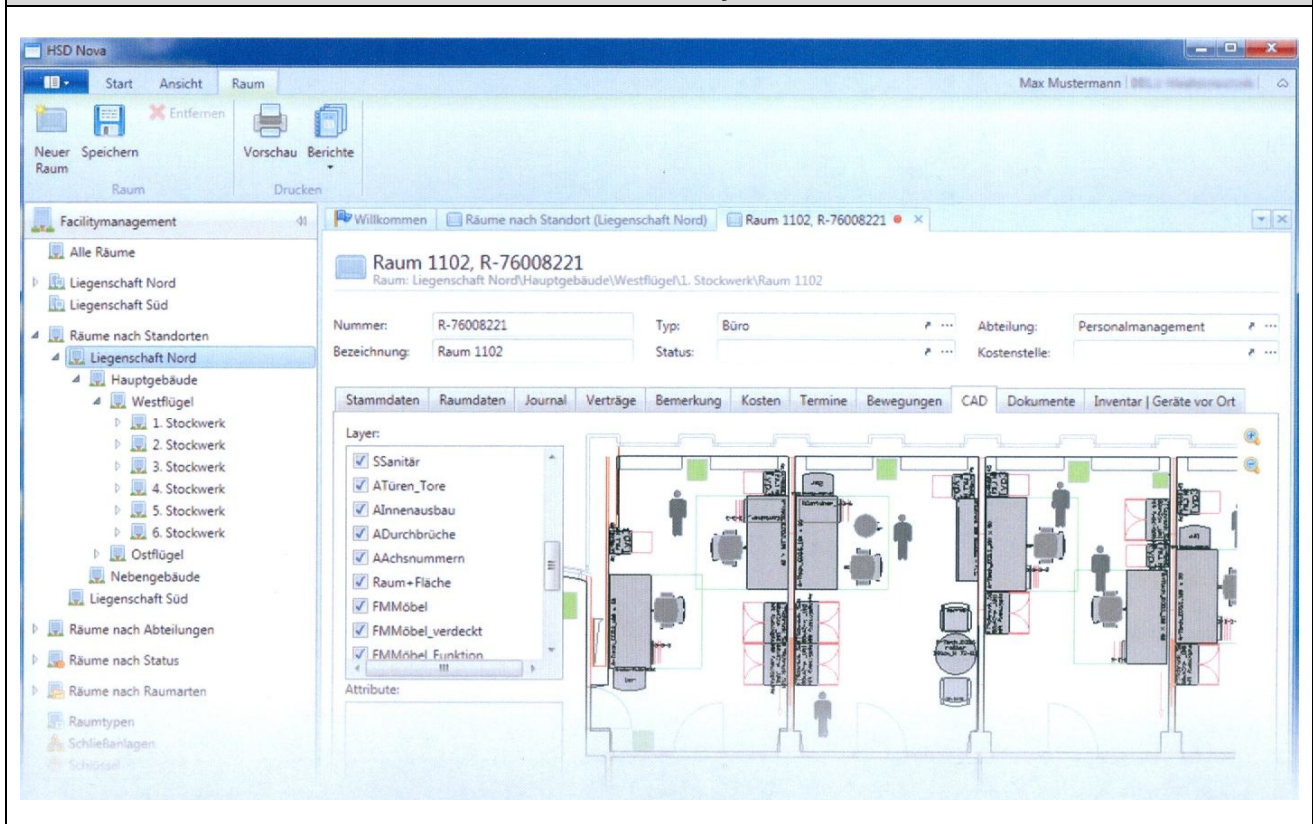 HSD Nova
Start Ansicht Raum
Max Mustermann
Neuer Raum
Speichern
Entfernen
Vorschau
Berichte
Raum
Drucken
Facilitymanagement
Alle Räume
Liegenschaft Nord
Liegenschaft Süd
Räume nach Standorten
Liegenschaft Nord
Hauptgebäude
Westflügel
1. Stockwerk
2. Stockwerk
3. Stockwerk
4. Stockwerk
5. Stockwerk
6. Stockwerk
Ostflügel
Nebengebäude
Liegenschaft Süd
Räume nach Abteilungen
Räume nach Status
Räume nach Raumarten
Raumtypen
Schließanlagen
Schlüssel
Willkommen
Räume nach Standort (Liegenschaft Nord)
Raum 1102, R-76008221
Raum 1102, R-76008221
Raum: Liegenschaft Nord\Hauptgebäude\Westflügel\1. Stockwerk\Raum 1102
Nummer: R-76008221
Typ: Büro
Abteilung: Personalmanagement
Bezeichnung: Raum 1102
Status:
Kostenstelle:
Stammdaten Raumdaten Journal Verträge Bemerkung Kosten Termine Bewegungen CAD Dokumente Inventar | Geräte vor Ort
Layer:
SSanitär
ATüren_Tore
AInnenausbau
ADurchbrüche
AAchsnummern
Raum+Fläche
FMMöbel
FMMöbel_verdeckt
FMMöbel_Funktion
Attribute: